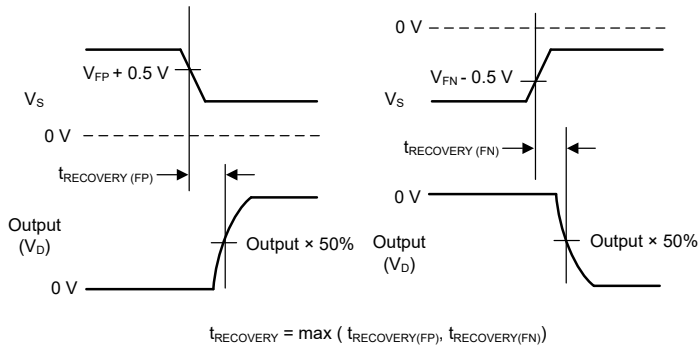 V_FP + 0.5 V
V_S
0 V
t_RECOVERY (FP)
Output
(V_D)
Output × 50%
0 V
0 V
V_FN - 0.5 V
V_S
t_RECOVERY (FN)
0 V
Output
(V_D)
Output × 50%
t_RECOVERY = max ( t_RECOVERY(FP), t_RECOVERY(FN))